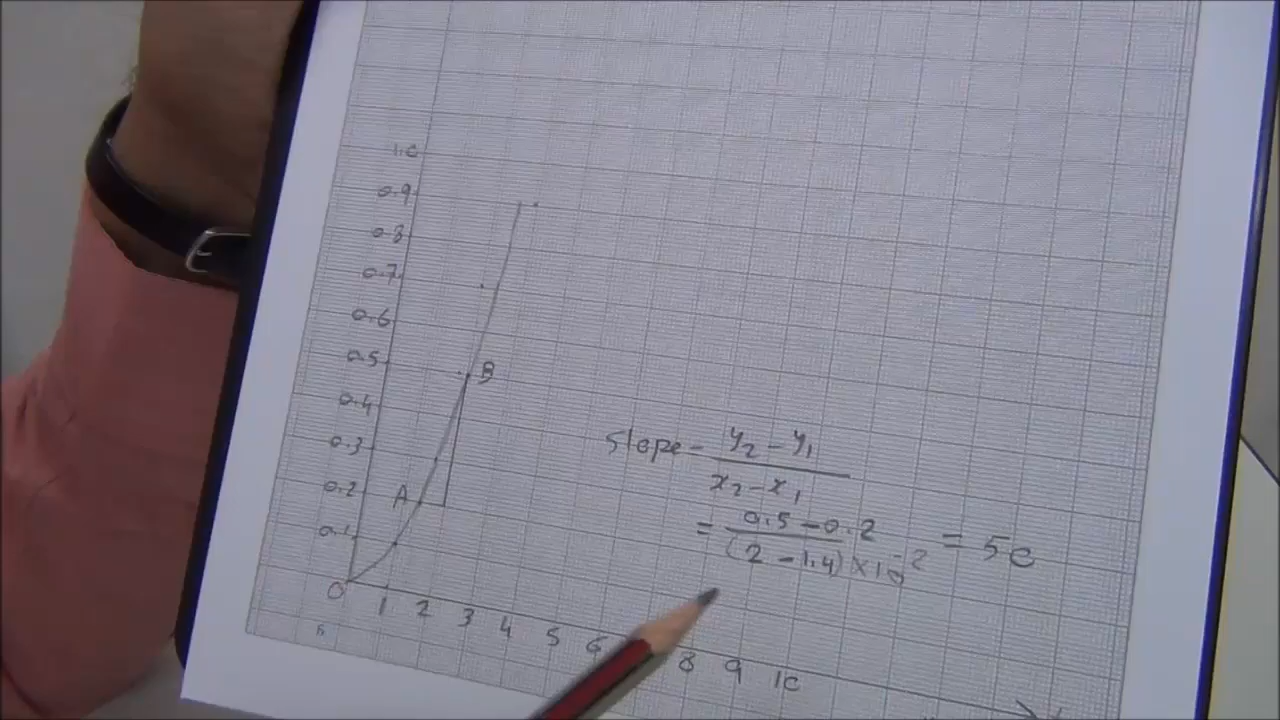 1.0
0.9
0.8
0.7
0.6
0.5 B
0.4
0.3
0.2 A
0.1
0 1 2 3 4 5 6 8 9 10
Slope = y₂ - y₁ / x₂ - x₁
= 0.5 - 0.2 / (2 - 1.4) × 10⁻² = 50